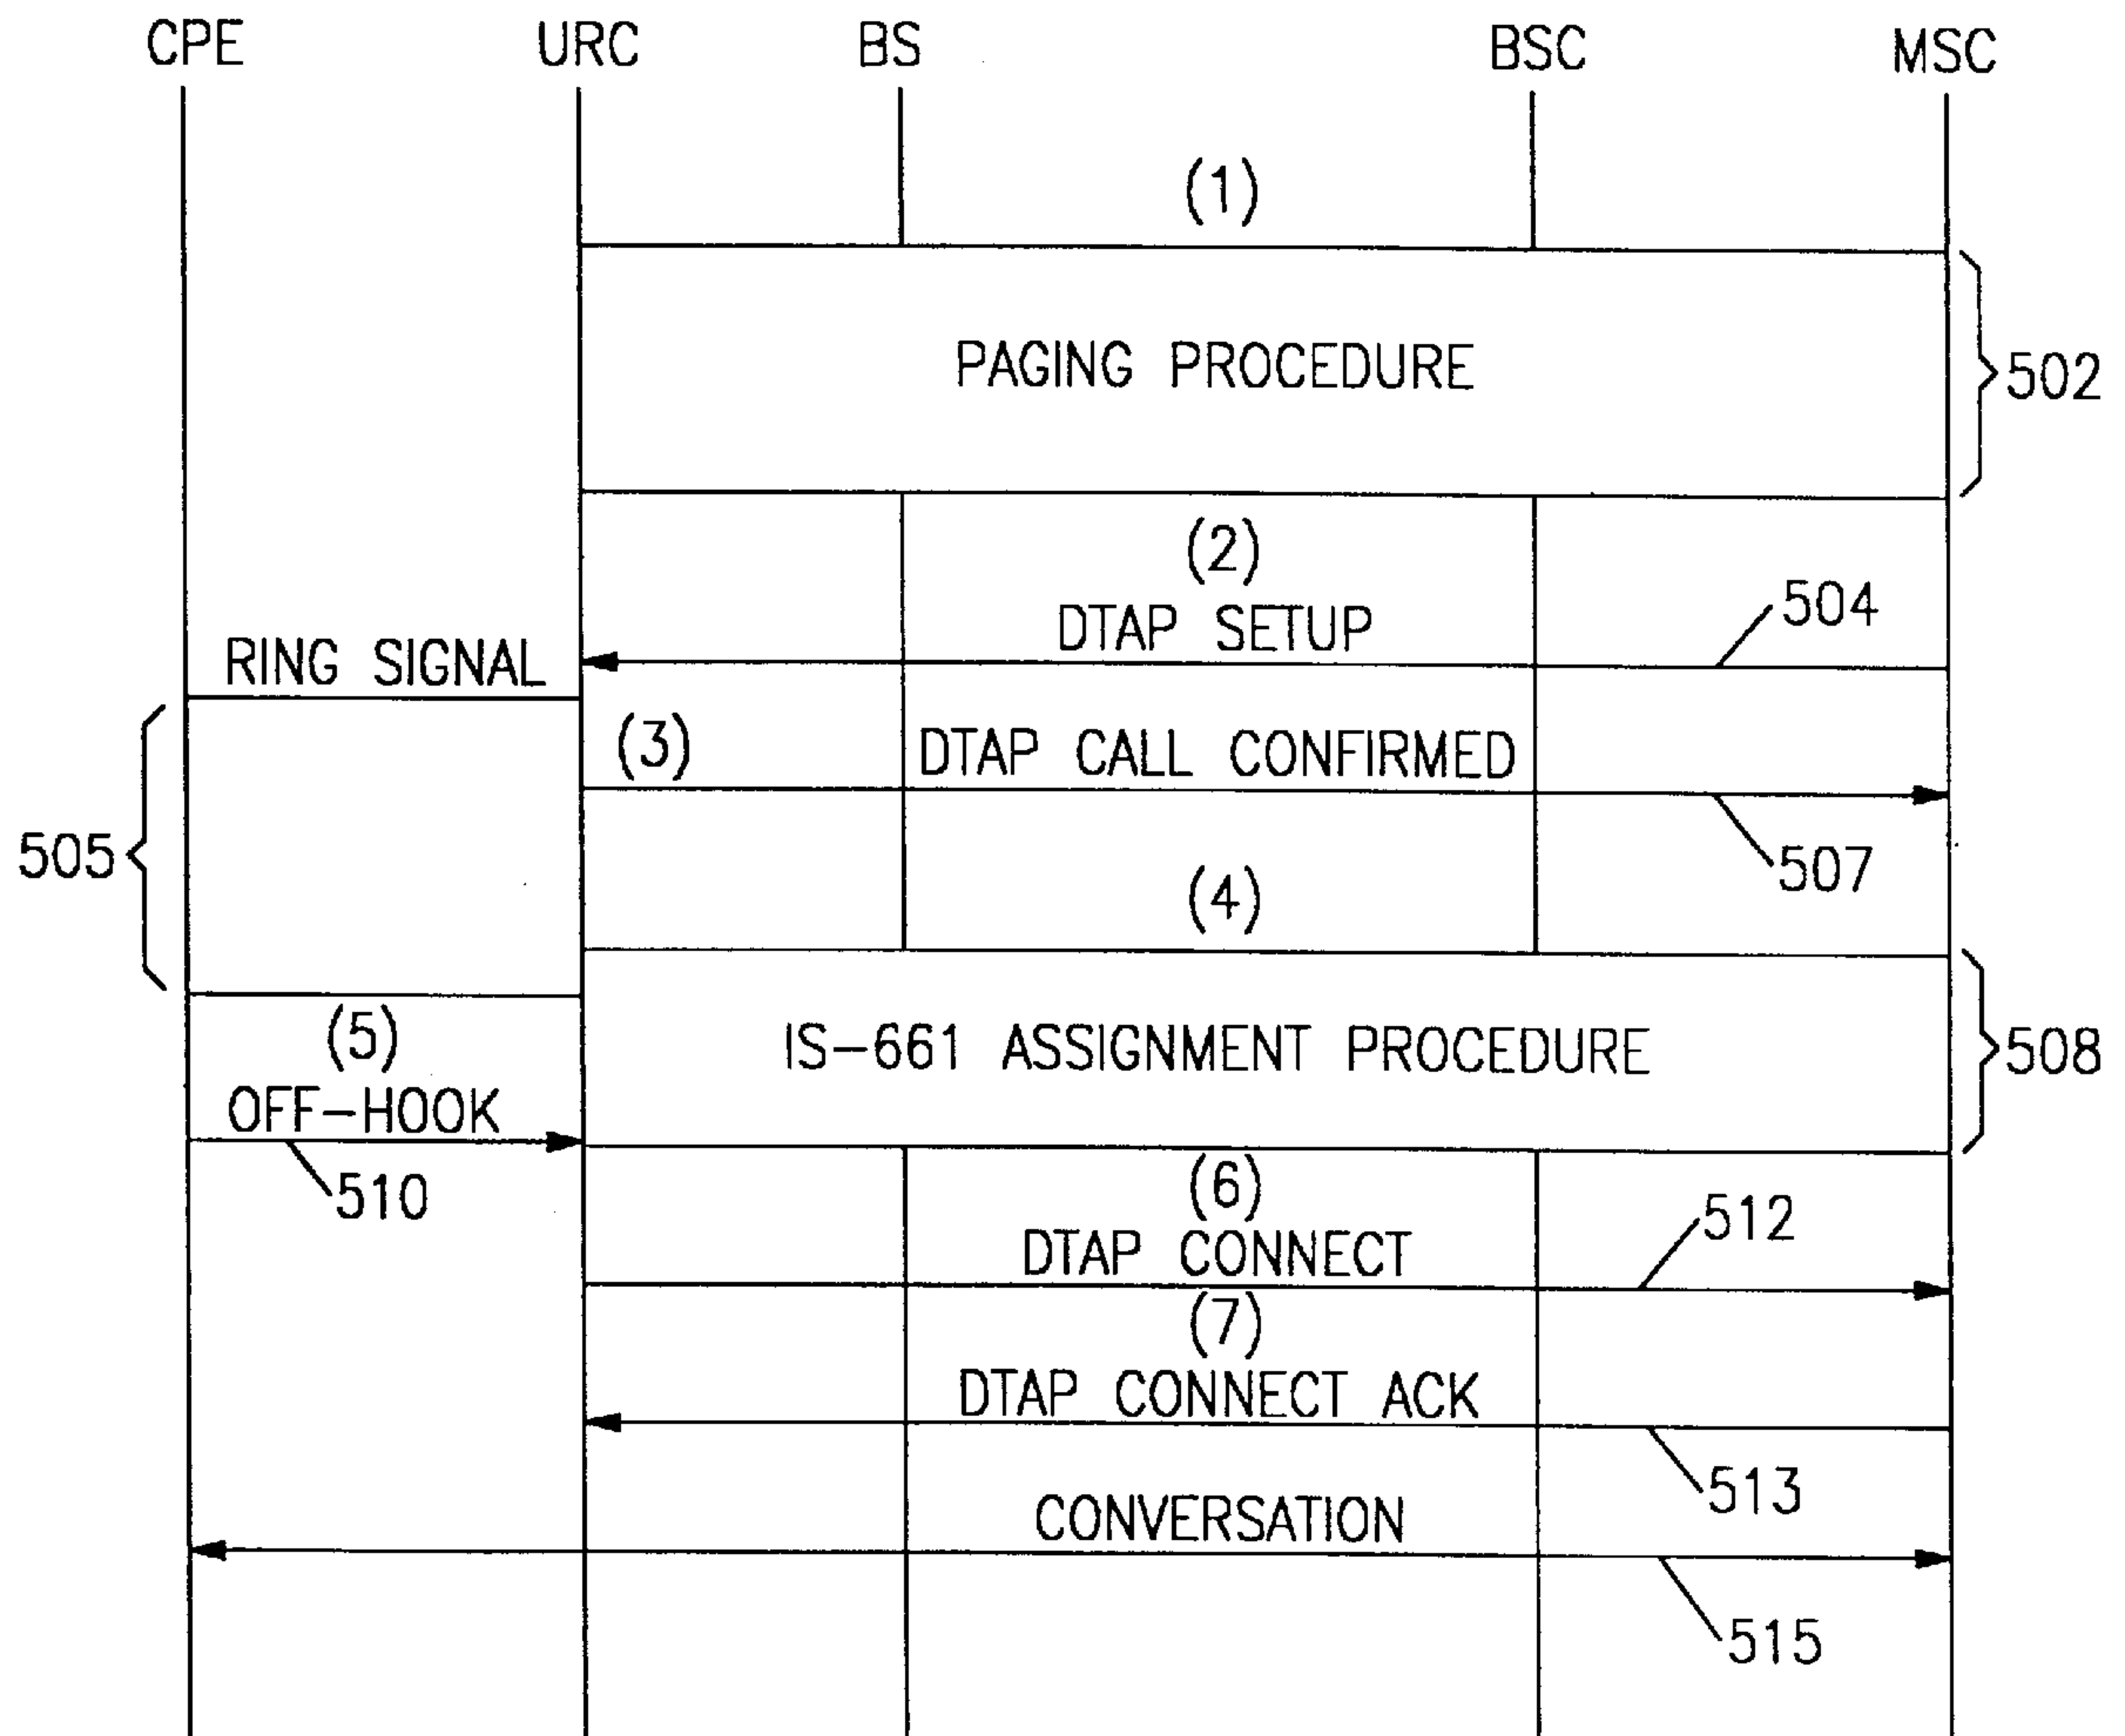 CPE URC BS BSC MSC
(1)
PAGING PROCEDURE
502
(2)
DTAP SETUP
504
RING SIGNAL
(3) DTAP CALL CONFIRMED
505
507
(4)
(5)
IS-661 ASSIGNMENT PROCEDURE
508
OFF-HOOK
510
(6)
DTAP CONNECT
512
(7)
DTAP CONNECT ACK
513
CONVERSATION
515